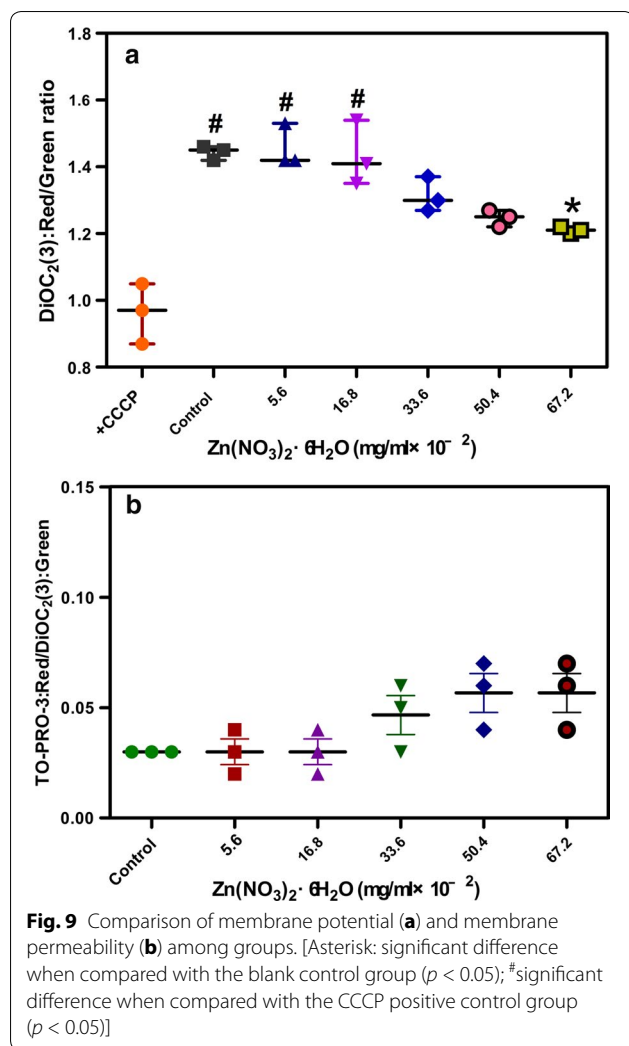 a
DiOC₂(3):Red/Green ratio
1.8
1.6
1.4
1.2
1.0
0.8
# # # *
+CCCP Control 5.6 16.8 33.6 50.4 67.2
Zn(NO₃)₂· 6H₂O (mg/ml× 10⁻ ²)
b
TO-PRO-3:Red/DiOC₂(3):Green
0.15
0.10
0.05
0.00
Control 5.6 16.8 33.6 50.4 67.2
Zn(NO₃)₂· 6H₂O (mg/ml× 10⁻ ²)
Fig. 9 Comparison of membrane potential (a) and membrane
permeability (b) among groups. [Asterisk: significant difference
when compared with the blank control group (p < 0.05); #significant
difference when compared with the CCCP positive control group
(p < 0.05)]